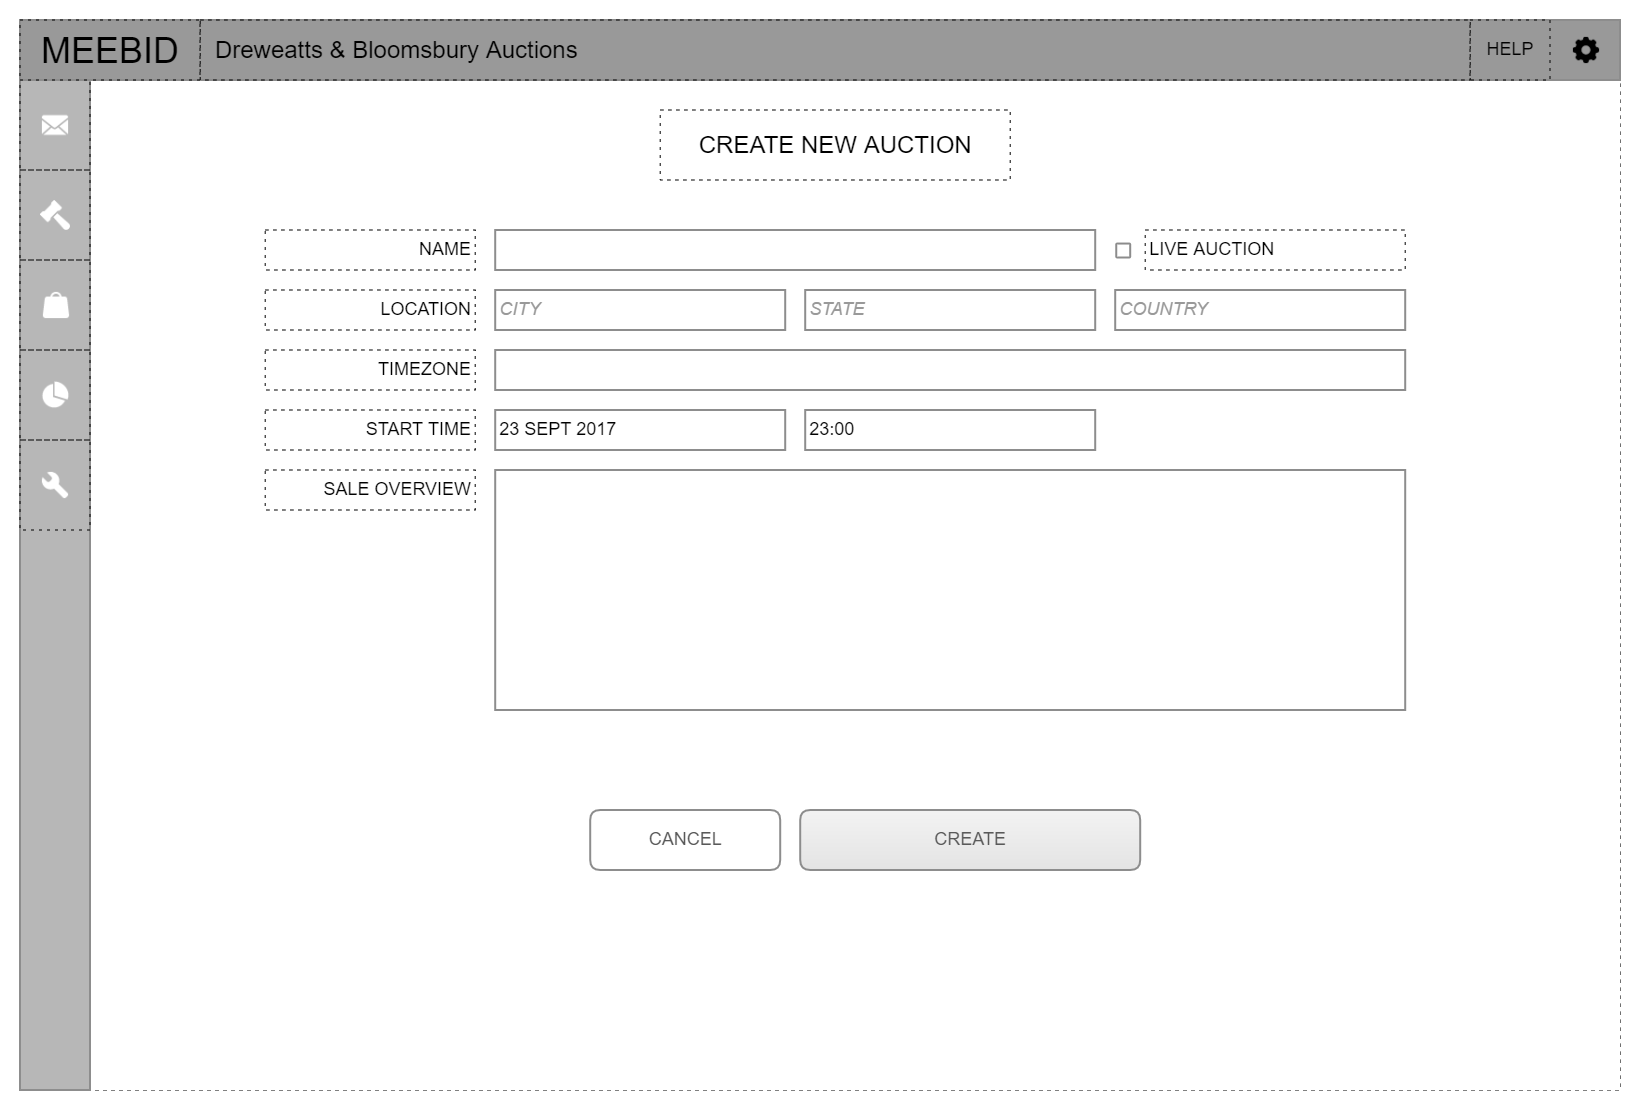 MEEBID
Dreweatts & Bloomsbury Auctions
HELP
CREATE NEW AUCTION
NAME
LIVE AUCTION
LOCATION
CITY
STATE
COUNTRY
TIMEZONE
START TIME
23 SEPT 2017
23:00
SALE OVERVIEW
CANCEL
CREATE